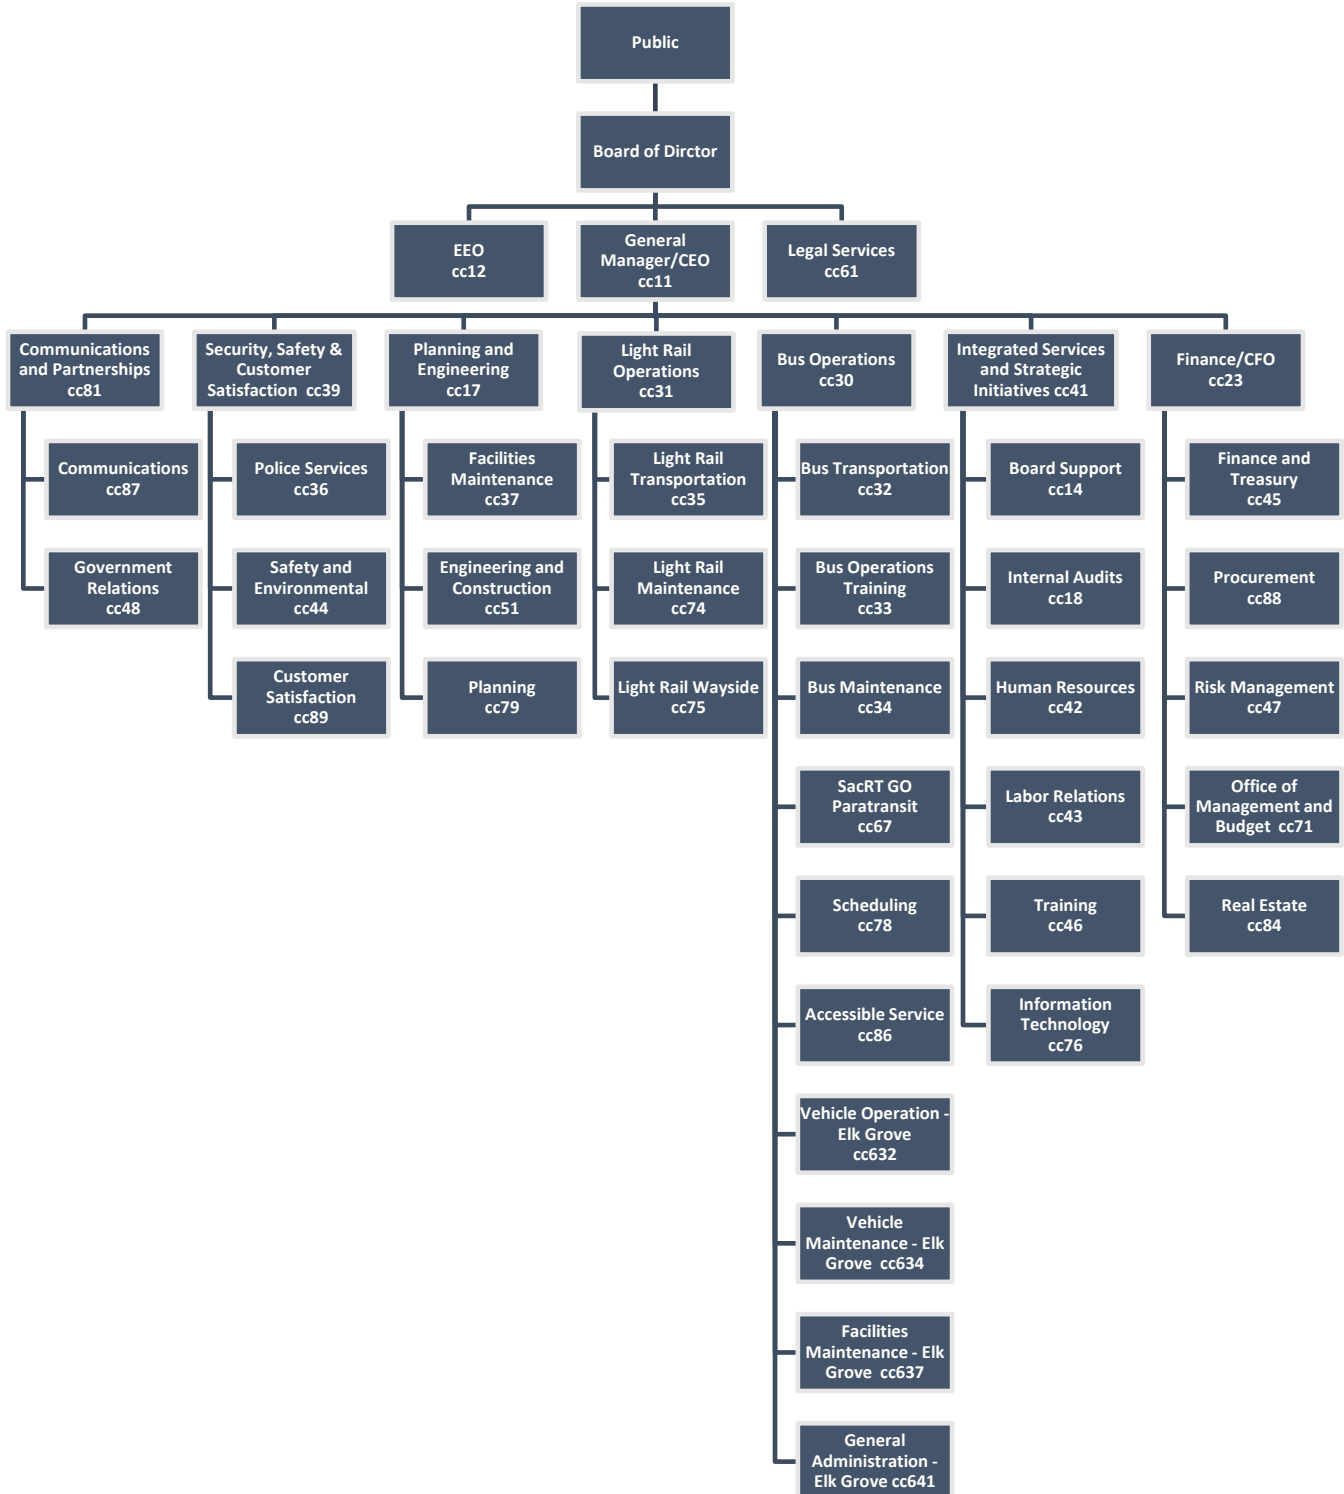 Public
Board of Dirctor
EEO
cc12
General
Manager/CEO
cc11
Legal Services
cc61
Communications
and Partnerships
cc81
Security, Safety &
Customer
Satisfaction cc39
Planning and
Engineering
cc17
Light Rail
Operations
cc31
Bus Operations
cc30
Integrated Services
and Strategic
Initiatives cc41
Finance/CFO
cc23
Communications
cc87
Government
Relations
cc48
Police Services
cc36
Safety and
Environmental
cc44
Customer
Satisfaction
cc89
Facilities
Maintenance
cc37
Engineering and
Construction
cc51
Planning
cc79
Light Rail
Transportation
cc35
Light Rail
Maintenance
cc74
Light Rail Wayside
cc75
Bus Transportation
cc32
Bus Operations
Training
cc33
Bus Maintenance
cc34
SacRT GO
Paratransit
cc67
Scheduling
cc78
Accessible Service
cc86
Vehicle Operation -
Elk Grove
cc632
Vehicle
Maintenance - Elk
Grove cc634
Facilities
Maintenance - Elk
Grove cc637
General
Administration -
Elk Grove cc641
Board Support
cc14
Internal Audits
cc18
Human Resources
cc42
Labor Relations
cc43
Training
cc46
Information
Technology
cc76
Finance and
Treasury
cc45
Procurement
cc88
Risk Management
cc47
Office of
Management and
Budget cc71
Real Estate
cc84